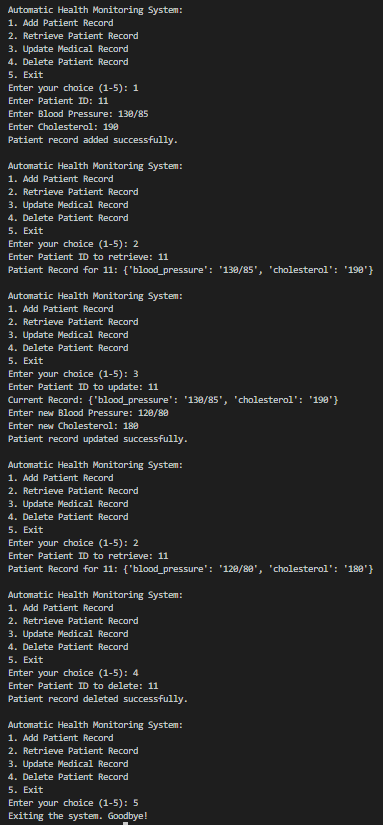 Automatic Health Monitoring System:
1. Add Patient Record
2. Retrieve Patient Record
3. Update Medical Record
4. Delete Patient Record
5. Exit
Enter your choice (1-5): 1
Enter Patient ID: 11
Enter Blood Pressure: 130/85
Enter Cholesterol: 190
Patient record added successfully.

Automatic Health Monitoring System:
1. Add Patient Record
2. Retrieve Patient Record
3. Update Medical Record
4. Delete Patient Record
5. Exit
Enter your choice (1-5): 2
Enter Patient ID to retrieve: 11
Patient Record for 11: {'blood_pressure': '130/85', 'cholesterol': '190'}

Automatic Health Monitoring System:
1. Add Patient Record
2. Retrieve Patient Record
3. Update Medical Record
4. Delete Patient Record
5. Exit
Enter your choice (1-5): 3
Enter Patient ID to update: 11
Current Record: {'blood_pressure': '130/85', 'cholesterol': '190'}
Enter new Blood Pressure: 120/80
Enter new Cholesterol: 180
Patient record updated successfully.

Automatic Health Monitoring System:
1. Add Patient Record
2. Retrieve Patient Record
3. Update Medical Record
4. Delete Patient Record
5. Exit
Enter your choice (1-5): 2
Enter Patient ID to retrieve: 11
Patient Record for 11: {'blood_pressure': '120/80', 'cholesterol': '180'}

Automatic Health Monitoring System:
1. Add Patient Record
2. Retrieve Patient Record
3. Update Medical Record
4. Delete Patient Record
5. Exit
Enter your choice (1-5): 4
Enter Patient ID to delete: 11
Patient record deleted successfully.

Automatic Health Monitoring System:
1. Add Patient Record
2. Retrieve Patient Record
3. Update Medical Record
4. Delete Patient Record
5. Exit
Enter your choice (1-5): 5
Exiting the system. Goodbye!